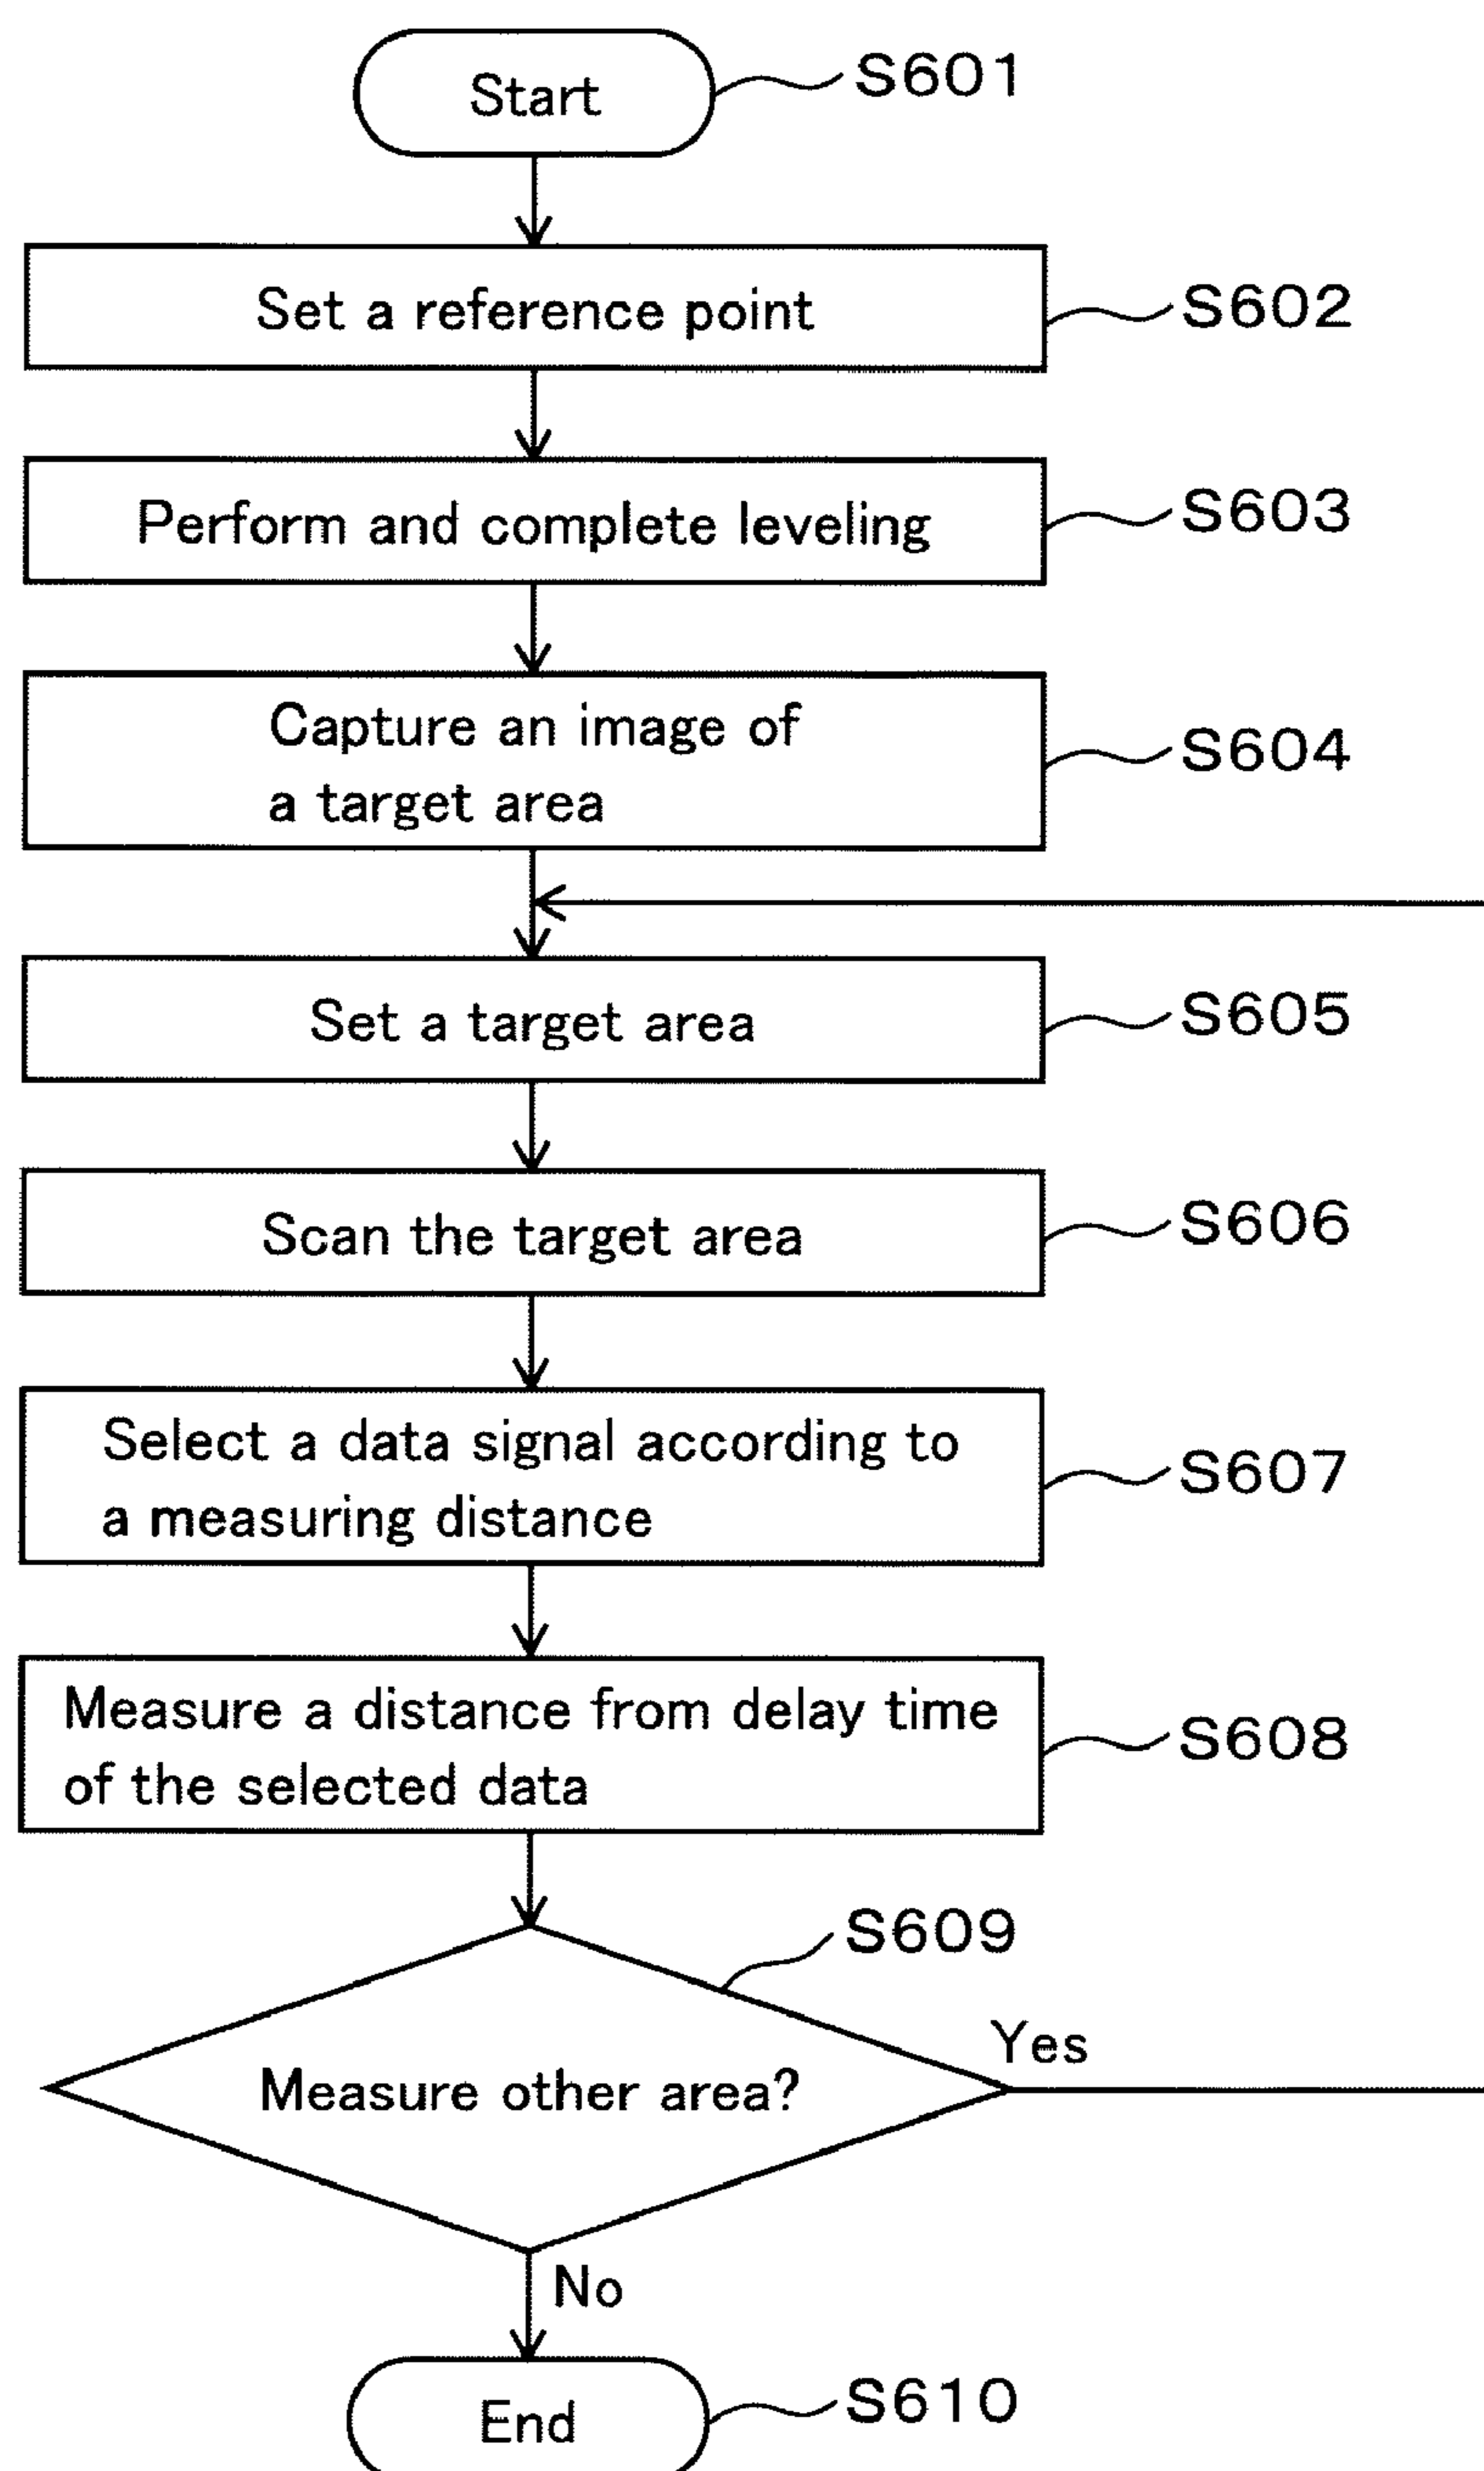 Start
S601
Set a reference point
S602
Perform and complete leveling
S603
Capture an image of
a target area
S604
Set a target area
S605
Scan the target area
S606
Select a data signal according to
a measuring distance
S607
Measure a distance from delay time
of the selected data
S608
S609
Measure other area?
Yes
No
End
S610